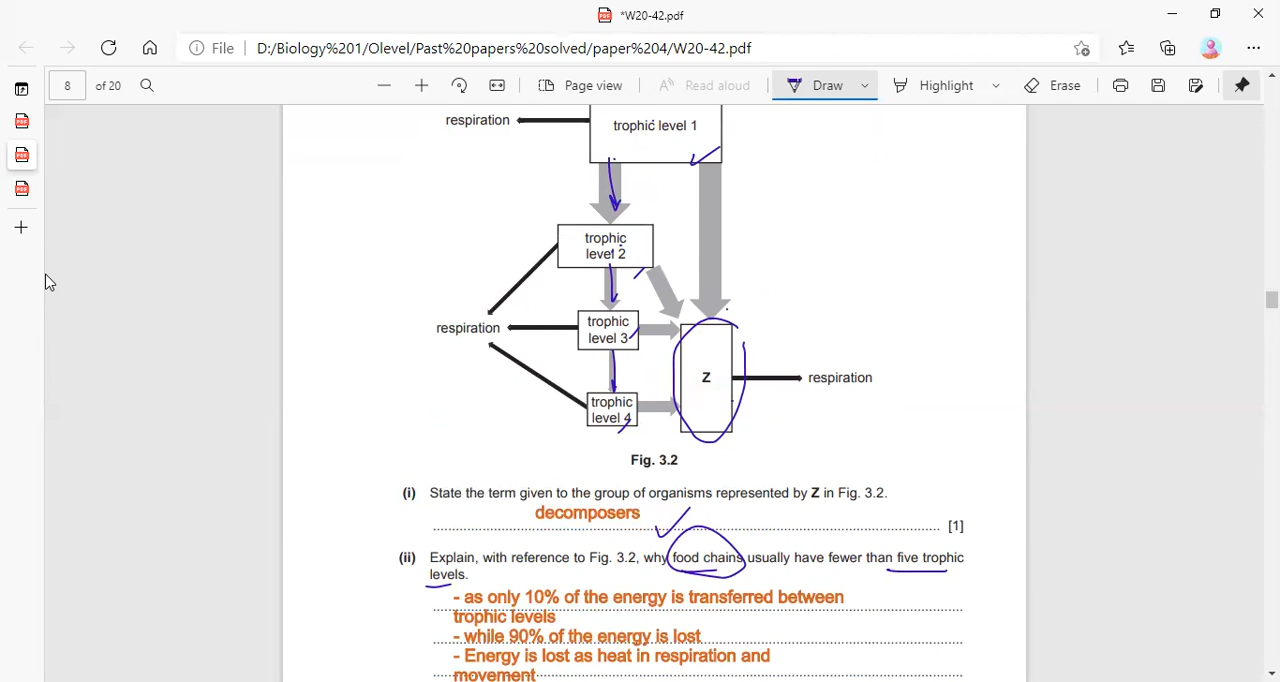 *W20-42.pdf
File D:/Biology%201/Olevel/Past%20papers%20solved/paper%204/W20-42.pdf
8 of 20 Page view Read aloud Draw Highlight Erase
respiration
trophic level 1
trophic
level 2
respiration
trophic
level 3
Z
respiration
trophic
level 4
Fig. 3.2
(i) State the term given to the group of organisms represented by Z in Fig. 3.2.
decomposers
[1]
(ii) Explain, with reference to Fig. 3.2, why food chains usually have fewer than five trophic
levels.
- as only 10% of the energy is transferred between
trophic levels
- while 90% of the energy is lost
- Energy is lost as heat in respiration and
movement